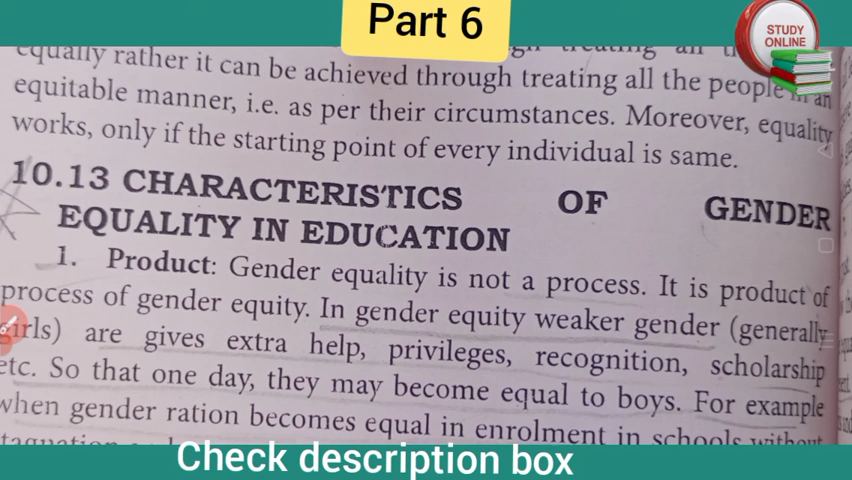 Part 6
STUDY
ONLINE
equally rather it can be achieved through treating all the people in an
equitable manner, i.e. as per their circumstances. Moreover, equality
works, only if the starting point of every individual is same.
10.13 CHARACTERISTICS OF GENDER
EQUALITY IN EDUCATION
1. Product: Gender equality is not a process. It is product of
process of gender equity. In gender equity weaker gender (generally
girls) are gives extra help, privileges, recognition, scholarship
etc. So that one day, they may become equal to boys. For example
when gender ration becomes equal in enrolment in schools without
Check description box